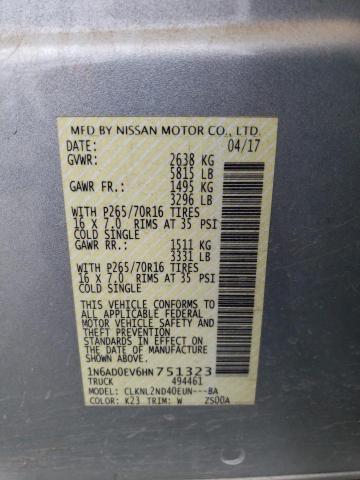 MFD BY NISSAN MOTOR CO., LTD.
DATE: 04/17
GVWR: 2638 KG
5815 LB
GAWR FR.: 1495 KG
3296 LB
WITH P265/70R16 TIRES
16 X 7.0 RIMS AT 35 PSI
COLD SINGLE
GAWR RR: 1511 KG
3331 LB
WITH P265/70R16 TIRES
16 X 7.0 RIMS AT 35 PSI
COLD SINGLE
THIS VEHICLE CONFORMS TO
ALL APPLICABLE FEDERAL
MOTOR VEHICLE SAFETY
STANDARDS IN EFFECT ON
THE DATE OF MANUFACTURE
SHOWN ABOVE.
1N6AD0EV6HN751323
TRUCK 494461
MODEL: CLKNL2ND40EUN---BA
COLOR: K23 TRIM: W ZS00A